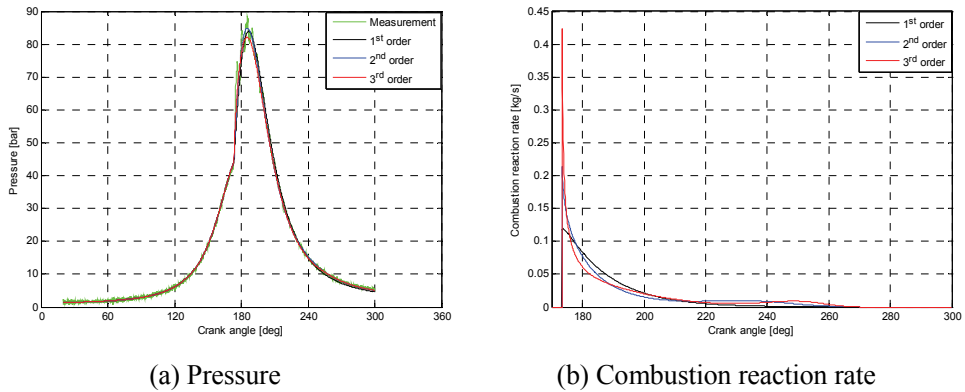 90
80
70
60
50
40
30
20
10
0
Pressure [bar]
0 60 120 180 240 300 360
Crank angle [deg]
Measurement
1st order
2nd order
3rd order
(a) Pressure
0.45
0.4
0.35
0.3
0.25
0.2
0.15
0.1
0.05
0
Combustion reaction rate [kg/s]
180 200 220 240 260 280 300
Crank angle [deg]
1st order
2nd order
3rd order
(b) Combustion reaction rate